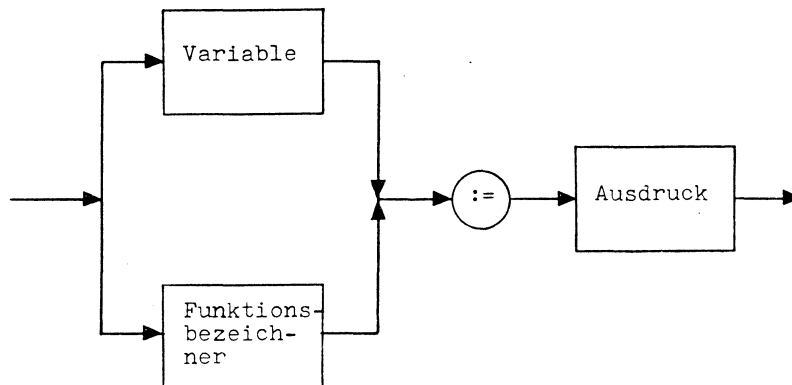 Variable
:=
Ausdruck
Funktions-
bezeich-
ner